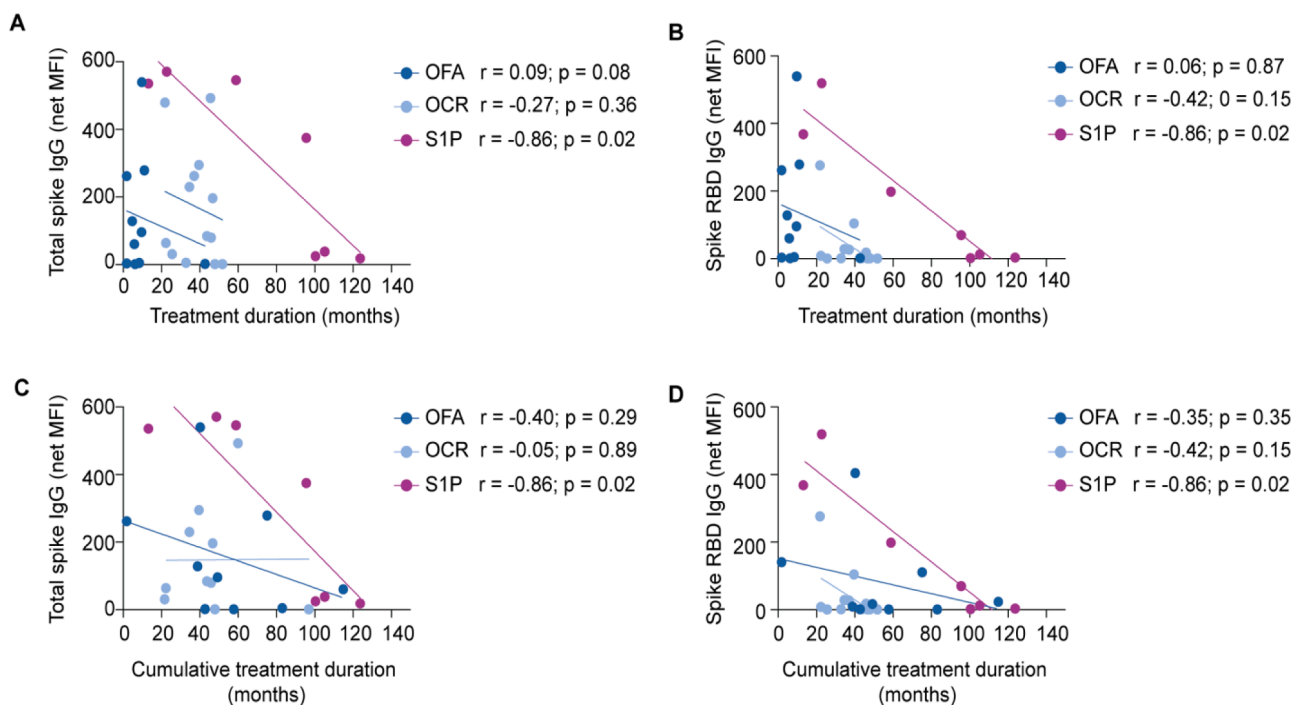 A
Total spike IgG (net MFI)
600
400
200
0
0 20 40 60 80 100 120 140
Treatment duration (months)
OFA r = 0.09; p = 0.08
OCR r = -0.27; p = 0.36
S1P r = -0.86; p = 0.02
B
Spike RBD IgG (net MFI)
600
400
200
0
0 20 40 60 80 100 120 140
Treatment duration (months)
OFA r = 0.06; p = 0.87
OCR r = -0.42; 0 = 0.15
S1P r = -0.86; p = 0.02
C
Total spike IgG (net MFI)
600
400
200
0
0 20 40 60 80 100 120 140
Cumulative treatment duration
(months)
OFA r = -0.40; p = 0.29
OCR r = -0.05; p = 0.89
S1P r = -0.86; p = 0.02
D
Spike RBD IgG (net MFI)
600
400
200
0
0 20 40 60 80 100 120 140
Cumulative treatment duration
(months)
OFA r = -0.35; p = 0.35
OCR r = -0.42; p = 0.15
S1P r = -0.86; p = 0.02